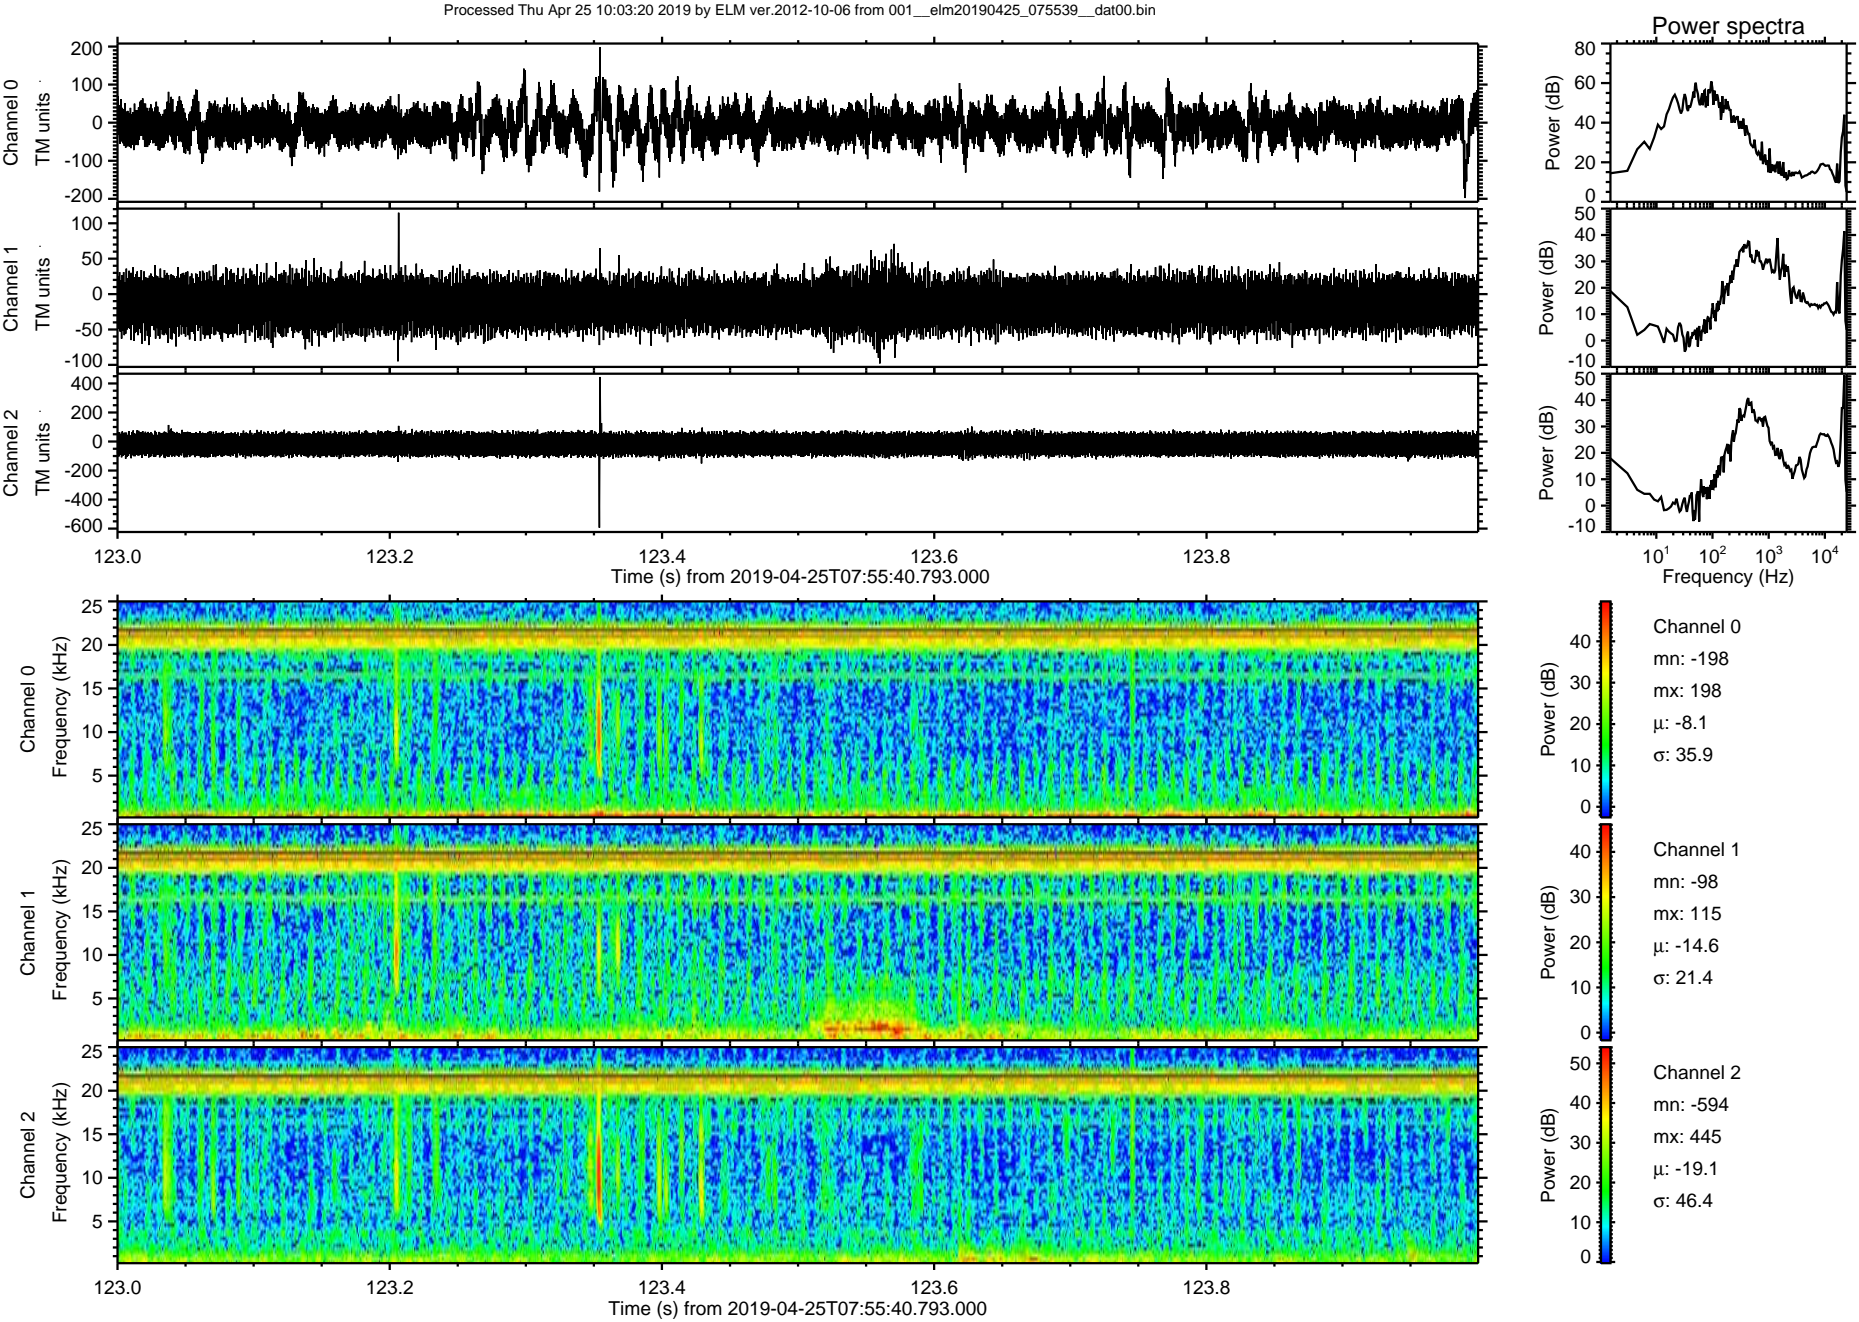 Processed Thu Apr 25 10:03:20 2019 by ELM ver.2012-10-06 from 001__elm20190425_075539__dat00.bin
Power spectra
Channel 0
TM units
200
100
0
-100
-200
Power (dB)
80
60
40
20
0
Channel 1
TM units
100
50
0
-50
-100
Power (dB)
50
40
30
20
10
0
-10
Channel 2
TM units
400
200
0
-200
-400
-600
Power (dB)
50
40
30
20
10
0
-10
123.0 123.2 123.4 123.6 123.8
Time (s) from 2019-04-25T07:55:40.793.000
10¹ 10² 10³ 10⁴
Frequency (Hz)
Channel 0
Frequency (kHz)
25
20
15
10
5
Power (dB)
40
30
20
10
0
Channel 0
mn: -198
mx: 198
μ: -8.1
σ: 35.9
Channel 1
Frequency (kHz)
25
20
15
10
5
Power (dB)
40
30
20
10
0
Channel 1
mn: -98
mx: 115
μ: -14.6
σ: 21.4
Channel 2
Frequency (kHz)
25
20
15
10
5
Power (dB)
50
40
30
20
10
0
Channel 2
mn: -594
mx: 445
μ: -19.1
σ: 46.4
123.0 123.2 123.4 123.6 123.8
Time (s) from 2019-04-25T07:55:40.793.000